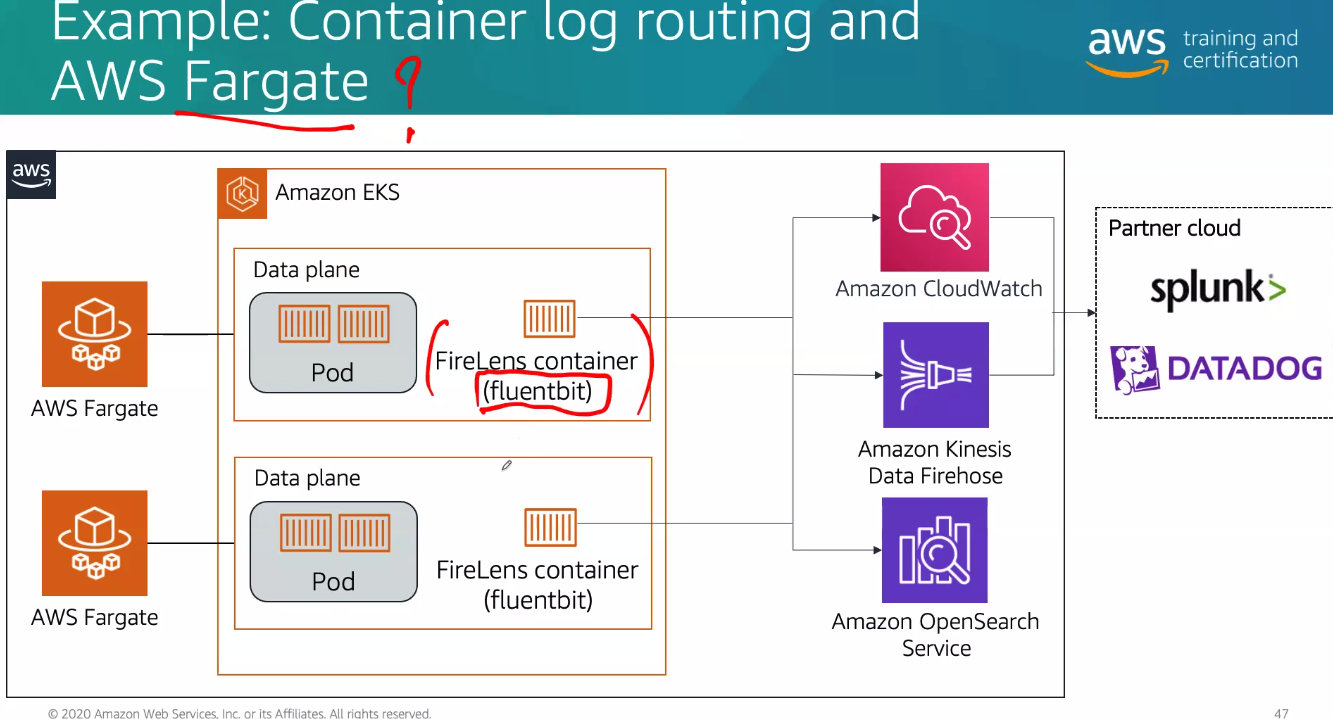 Example: Container log routing and
AWS Fargate ?
aws training and
certification
aws
Amazon EKS
Data plane
Pod
FireLens container
(fluentbit)
AWS Fargate
Data plane
Pod
FireLens container
(fluentbit)
AWS Fargate
Amazon CloudWatch
Amazon Kinesis
Data Firehose
Amazon OpenSearch
Service
Partner cloud
splunk>
DATADOG
© 2020 Amazon Web Services, Inc. or its Affiliates. All rights reserved.
47